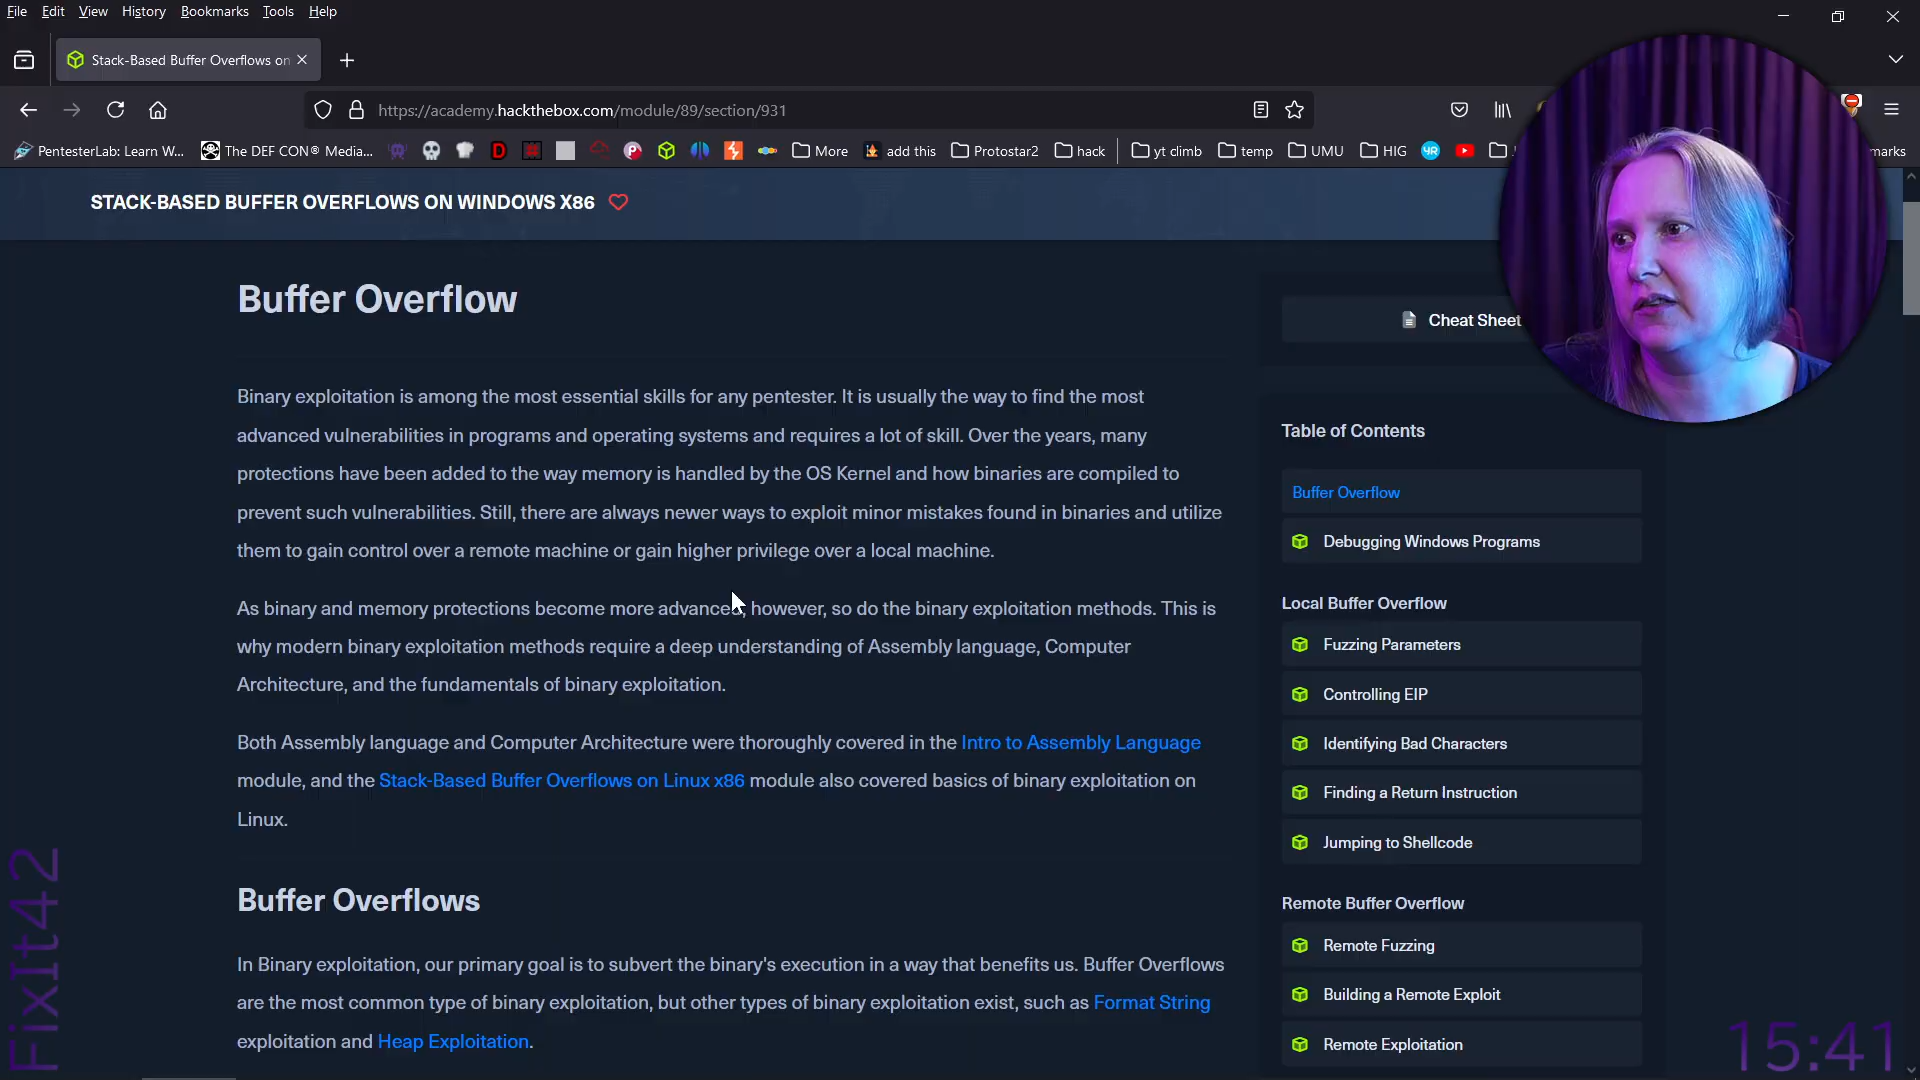 File Edit View History Bookmarks Tools Help
Stack-Based Buffer Overflows on
https://academy.hackthebox.com/module/89/section/931
PentesterLab: Learn W... The DEF CON® Media... More add this Protostar2 hack yt climb temp UMU HIG
STACK-BASED BUFFER OVERFLOWS ON WINDOWS X86
Buffer Overflow
Binary exploitation is among the most essential skills for any pentester. It is usually the way to find the most
advanced vulnerabilities in programs and operating systems and requires a lot of skill. Over the years, many
protections have been added to the way memory is handled by the OS Kernel and how binaries are compiled to
prevent such vulnerabilities. Still, there are always newer ways to exploit minor mistakes found in binaries and utilize
them to gain control over a remote machine or gain higher privilege over a local machine.
As binary and memory protections become more advanced, however, so do the binary exploitation methods. This is
why modern binary exploitation methods require a deep understanding of Assembly language, Computer
Architecture, and the fundamentals of binary exploitation.
Both Assembly language and Computer Architecture were thoroughly covered in the Intro to Assembly Language
module, and the Stack-Based Buffer Overflows on Linux x86 module also covered basics of binary exploitation on
Linux.
Buffer Overflows
In Binary exploitation, our primary goal is to subvert the binary's execution in a way that benefits us. Buffer Overflows
are the most common type of binary exploitation, but other types of binary exploitation exist, such as Format String
exploitation and Heap Exploitation.
Cheat Sheet
Table of Contents
Buffer Overflow
Debugging Windows Programs
Local Buffer Overflow
Fuzzing Parameters
Controlling EIP
Identifying Bad Characters
Finding a Return Instruction
Jumping to Shellcode
Remote Buffer Overflow
Remote Fuzzing
Building a Remote Exploit
Remote Exploitation
FixIt42
15:41